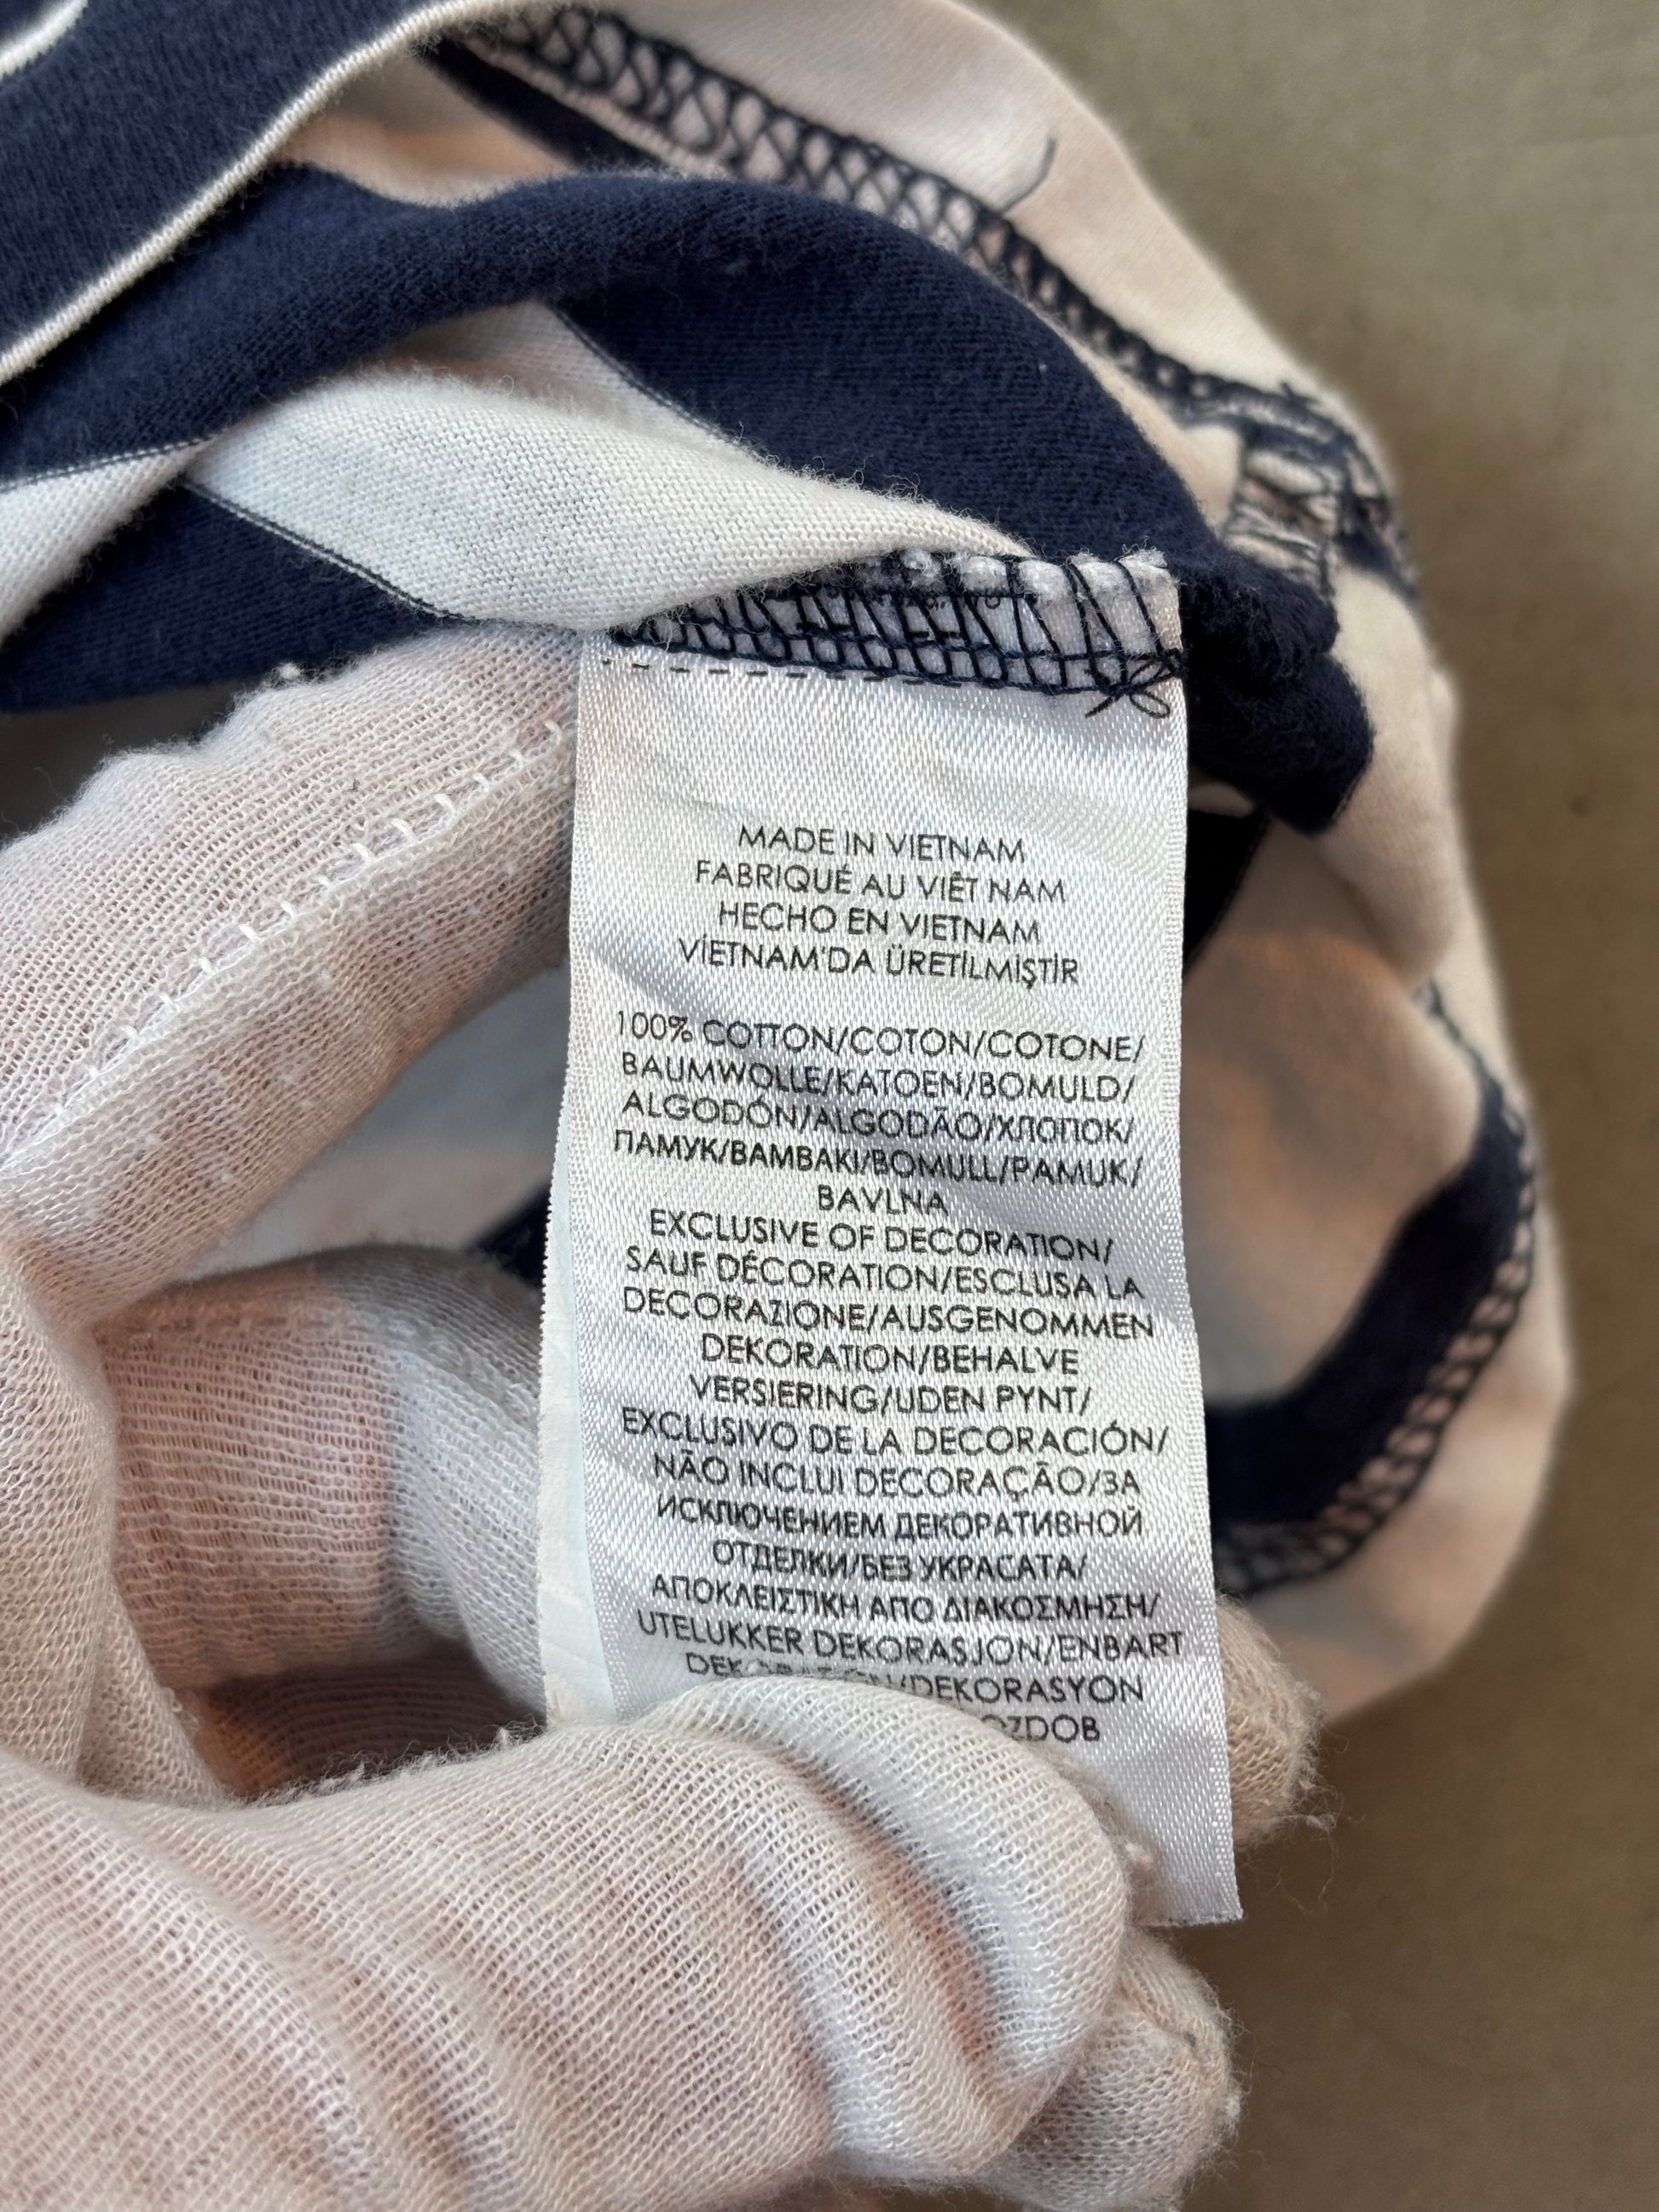 MADE IN VIETNAM
FABRIQUÉ AU VIÊT NAM
HECHO EN VIETNAM
VİETNAM'DA ÜRETİLMİŞTİR
100% COTTON/COTON/COTONE/
BAUMWOLLE/KATOEN/BOMULD/
ALGODÓN/ALGODÃO/ХЛОПОК/
ПАМУК/BAMBAKI/BOMULL/PAMUK/
BAVLNA
EXCLUSIVE OF DECORATION/
SAUF DÉCORATION/ESCLUSA LA
DECORAZIONE/AUSGENOMMEN
DEKORATION/BEHALVE
VERSIERING/UDEN PYNT/
EXCLUSIVO DE LA DECORACIÓN/
NÃO INCLUI DECORAÇÃO/ЗА
ИСКЛЮЧЕНИЕМ ДЕКОРАТИВНОЙ
ОТДЕЛКИ/БЕЗ УКРАСАТА/
ΑΠΟΚΛΕΙΣΤΙΚΗ ΑΠΟ ΔΙΑΚΟΣΜΗΣΗ/
UTELUKKER DEKORASJON/ENBART
/DEKORASYON
OZDOB